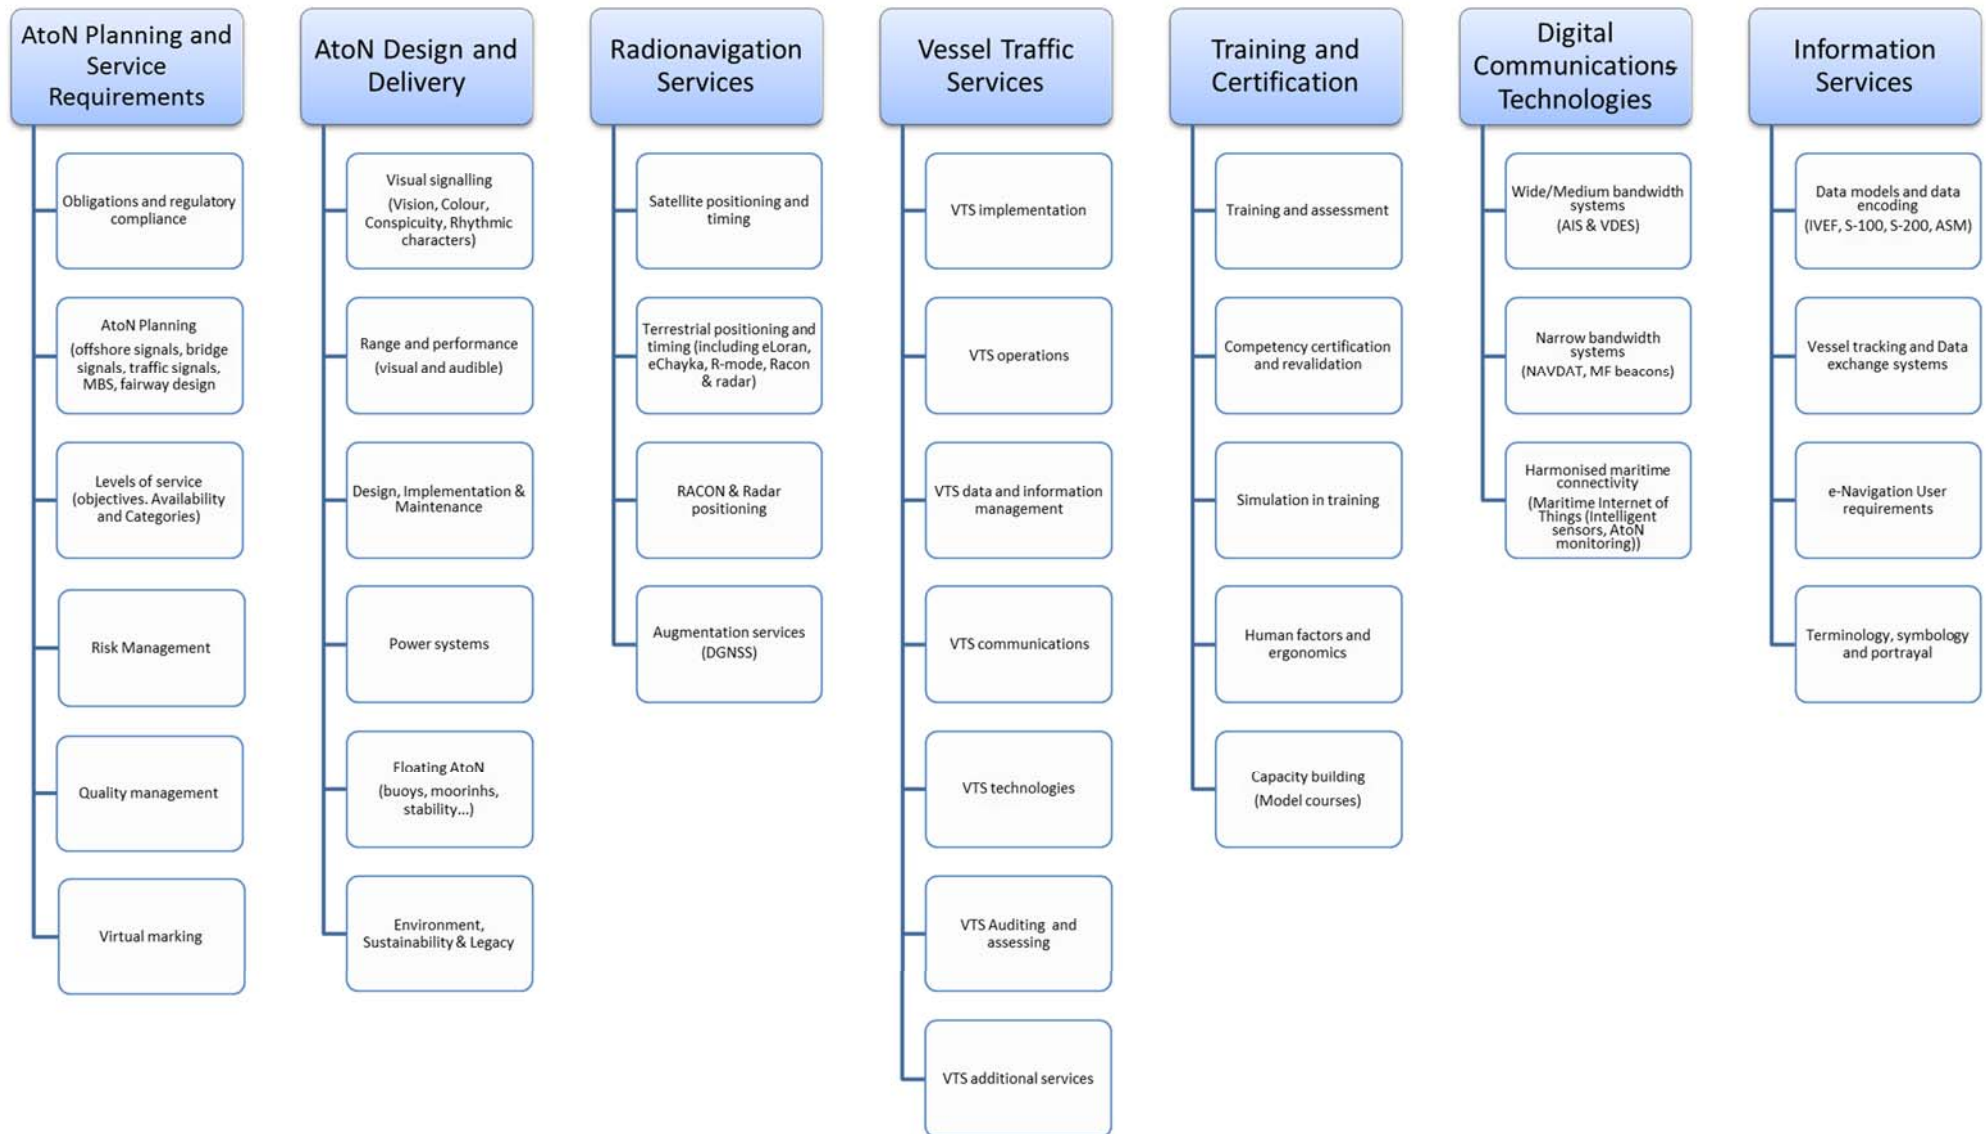 AtoN Planning and
Service
Requirements
Obligations and regulatory
compliance
AtoN Planning
(offshore signals, bridge
signals, traffic signals,
MBS, fairway design
Levels of service
(objectives. Availability
and Categories)
Risk Management
Quality management
Virtual marking
AtoN Design and
Delivery
Visual signalling
(Vision, Colour,
Conspicuity, Rhythmic
characters)
Range and performance
(visual and audible)
Design, Implementation &
Maintenance
Power systems
Floating AtoN
(buoys, moorinhs,
stability...)
Environment,
Sustainability & Legacy
Radionavigation
Services
Satellite positioning and
timing
Terrestrial positioning and
timing (including eLoran,
eChayka, R-mode, Racon
& radar)
RACON & Radar
positioning
Augmentation services
(DGNSS)
Vessel Traffic
Services
VTS implementation
VTS operations
VTS data and information
management
VTS communications
VTS technologies
VTS Auditing and
assessing
VTS additional services
Training and
Certification
Training and assessment
Competency certification
and revalidation
Simulation in training
Human factors and
ergonomics
Capacity building
(Model courses)
Digital
Communications
Technologies
Wide/Medium bandwidth
systems
(AIS & VDES)
Narrow bandwidth
systems
(NAVDAT, MF beacons)
Harmonised maritime
connectivity
(Maritime Internet of
Things (Intelligent
sensors, AtoN
monitoring))
Information
Services
Data models and data
encoding
(IVEF, S-100, S-200, ASM)
Vessel tracking and Data
exchange systems
e-Navigation User
requirements
Terminology, symbology
and portrayal